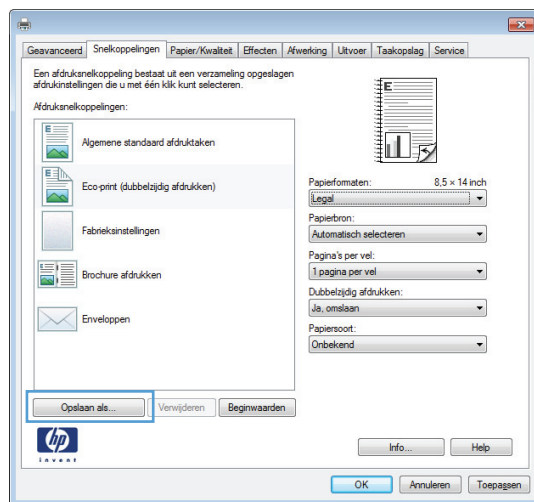 Geavanceerd Snelkoppelingen Papier/Kwaliteit Effecten Afwerking Uitvoer Taakopslag Service
Een afdruksnelkoppeling bestaat uit een verzameling opgeslagen
afdrukinstellingen die u met één klik kunt selecteren.
Afdruksnelkoppelingen:
Algemene standaard afdruktaken
Eco-print (dubbelzijdig afdrukken)
Fabrieksinstellingen
Brochure afdrukken
Enveloppen
Opslaan als... Verwijderen Beginwaarden
E
Papierformaten: 8,5 × 14 inch
Legal
Papierbron:
Automatisch selecteren
Pagina's per vel:
1 pagina per vel
Dubbelzijdig afdrukken:
Ja, omslaan
Papiersoort:
Onbekend
hp
invent
Info... Help
OK Annuleren Toepassen